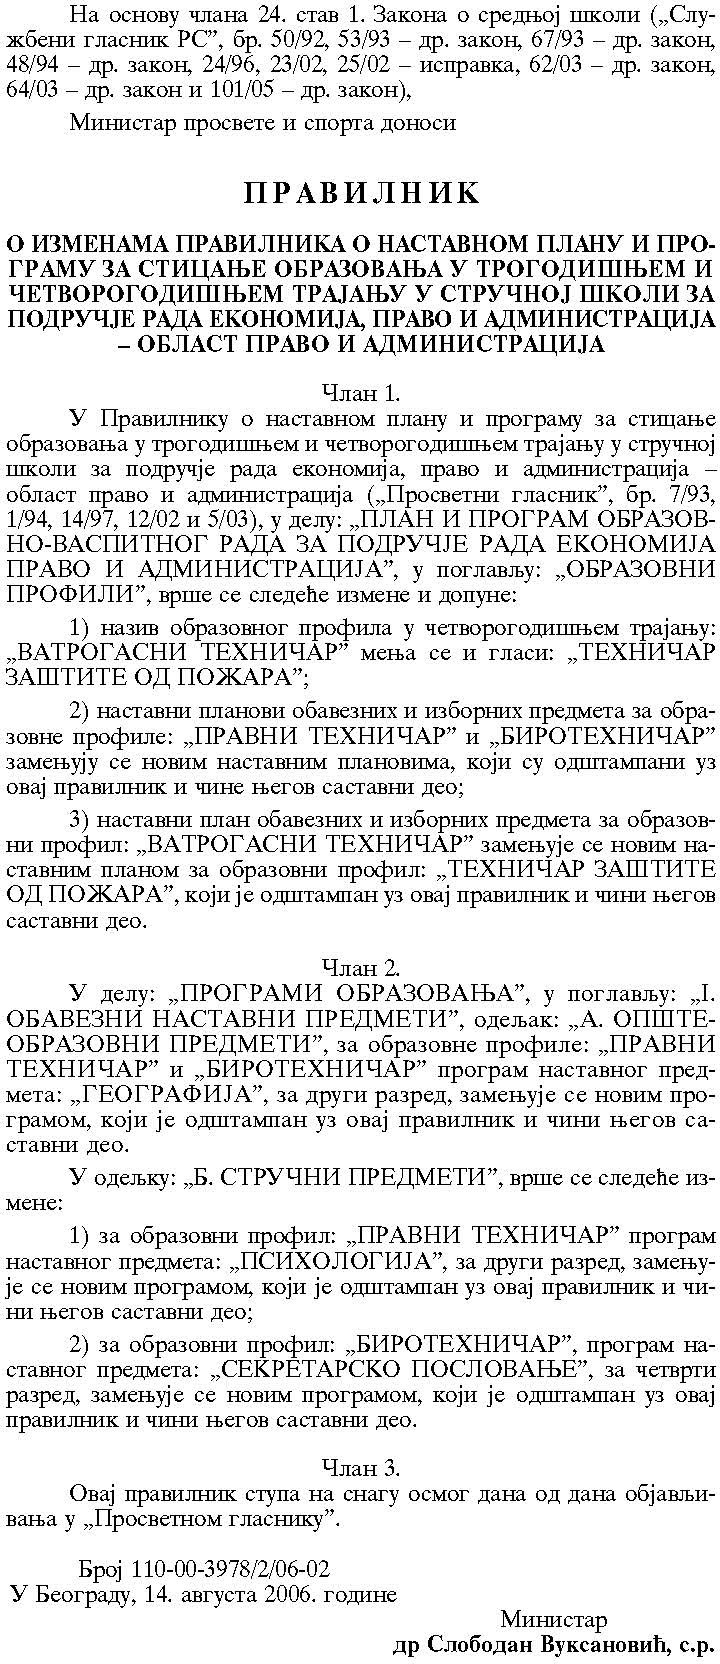 На основу члана 24. став 1. Закона о средњој школи („Слу-
жбени гласник РС”, бр. 50/92, 53/93 – др. закон, 67/93 – др. закон,
48/94 – др. закон, 24/96, 23/02, 25/02 – исправка, 62/03 – др. закон,
64/03 – др. закон и 101/05 – др. закон),
Министар просвете и спорта доноси
ПРАВИЛНИК
О ИЗМЕНАМА ПРАВИЛНИКА О НАСТАВНОМ ПЛАНУ И ПРО-
ГРАМУ ЗА СТИЦАЊЕ ОБРАЗОВАЊА У ТРОГОДИШЊЕМ И
ЧЕТВОРОГОДИШЊЕМ ТРАЈАЊУ У СТРУЧНОЈ ШКОЛИ ЗА
ПОДРУЧЈЕ РАДА ЕКОНОМИЈА, ПРАВО И АДМИНИСТРАЦИЈА
– ОБЛАСТ ПРАВО И АДМИНИСТРАЦИЈА
Члан 1.
У Правилнику о наставном плану и програму за стицање
образовања у трогодишњем и четворогодишњем трајању у стручној
школи за подручје рада економија, право и администрација –
област право и администрација („Просветни гласник”, бр. 7/93,
1/94, 14/97, 12/02 и 5/03), у делу: „ПЛАН И ПРОГРАМ ОБРАЗОВ-
НО-ВАСПИТНОГ РАДА ЗА ПОДРУЧЈЕ РАДА ЕКОНОМИЈА
ПРАВО И АДМИНИСТРАЦИЈА”, у поглављу: „ОБРАЗОВНИ
ПРОФИЛИ”, врше се следеће измене и допуне:
1) назив образовног профила у четворогодишњем трајању:
„ВАТРОГАСНИ ТЕХНИЧАР” мења се и гласи: „ТЕХНИЧАР
ЗАШТИТЕ ОД ПОЖАРА”;
2) наставни планови обавезних и изборних предмета за обра-
зовне профиле: „ПРАВНИ ТЕХНИЧАР” и „БИРОТЕХНИЧАР”
замењују се новим наставним плановима, који су одштампани уз
овај правилник и чине његов саставни део;
3) наставни план обавезних и изборних предмета за образов-
ни профил: „ВАТРОГАСНИ ТЕХНИЧАР” замењује се новим на-
ставним планом за образовни профил: „ТЕХНИЧАР ЗАШТИТЕ
ОД ПОЖАРА”, који је одштампан уз овај правилник и чини његов
саставни део.
Члан 2.
У делу: „ПРОГРАМИ ОБРАЗОВАЊА”, у поглављу: „I.
ОБАВЕЗНИ НАСТАВНИ ПРЕДМЕТИ”, одељак: „А. ОПШТЕ-
ОБРАЗОВНИ ПРЕДМЕТИ”, за образовне профиле: „ПРАВНИ
ТЕХНИЧАР” и „БИРОТЕХНИЧАР” програм наставног пред-
мета: „ГЕОГРАФИЈА”, за други разред, замењује се новим про-
грамом, који је одштампан уз овај правилник и чини његов са-
ставни део.
У одељку: „Б. СТРУЧНИ ПРЕДМЕТИ”, врше се следеће из-
мене:
1) за образовни профил: „ПРАВНИ ТЕХНИЧАР” програм
наставног предмета: „ПСИХОЛОГИЈА”, за други разред, замењу-
је се новим програмом, који је одштампан уз овај правилник и чи-
ни његов саставни део;
2) за образовни профил: „БИРОТЕХНИЧАР”, програм на-
ставног предмета: „СЕКРЕТАРСКО ПОСЛОВАЊЕ”, за четврти
разред, замењује се новим програмом, који је одштампан уз овај
правилник и чини његов саставни део.
Члан 3.
Овај правилник ступа на снагу осмог дана од дана објављи-
вања у „Просветном гласнику”.
Број 110-00-3978/2/06-02
У Београду, 14. августа 2006. године
Министар
др Слободан Вуксановић, с.р.